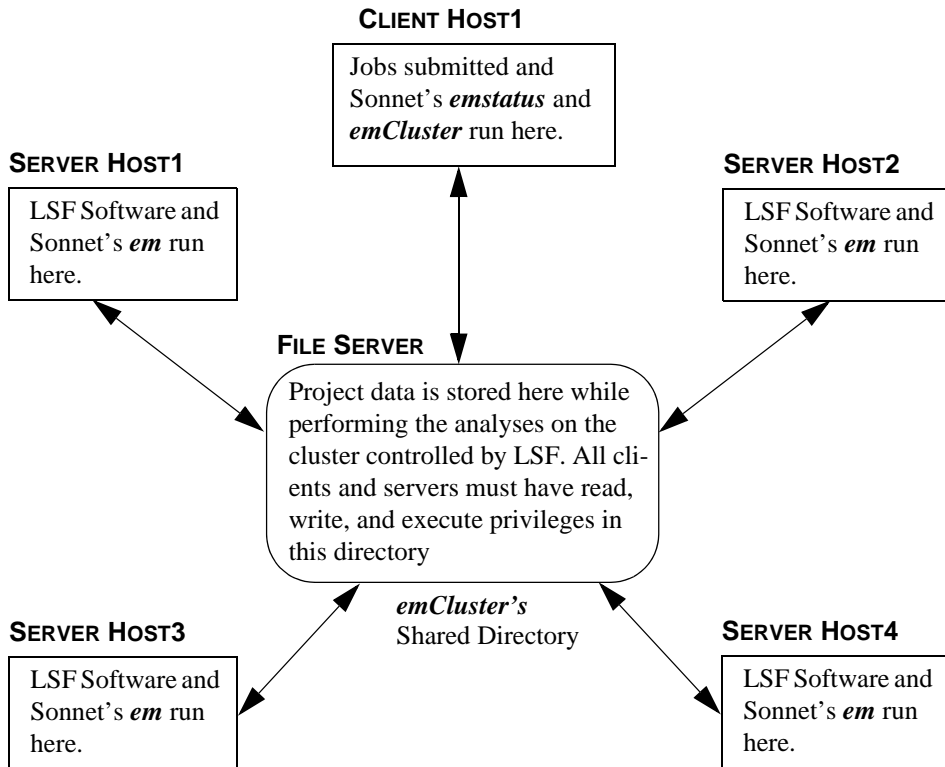 CLIENT HOST1
Jobs submitted and
Sonnet's emstatus and
emCluster run here.
SERVER HOST1
LSF Software and
Sonnet's em run
here.
SERVER HOST2
LSF Software and
Sonnet's em run
here.
FILE SERVER
Project data is stored here while
performing the analyses on the
cluster controlled by LSF. All cli-
ents and servers must have read,
write, and execute privileges in
this directory
emCluster's
Shared Directory
SERVER HOST3
LSF Software and
Sonnet's em run
here.
SERVER HOST4
LSF Software and
Sonnet's em run
here.